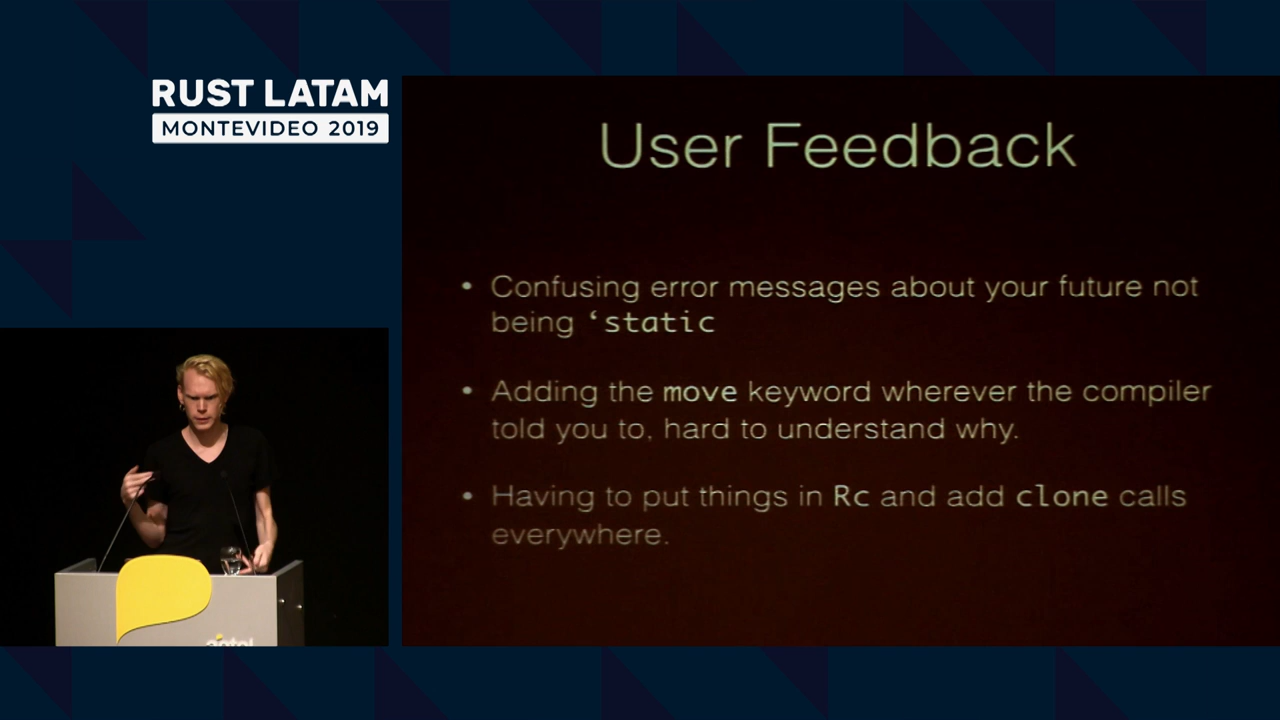 RUST LATAM
MONTEVIDEO 2019
User Feedback
• Confusing error messages about your future not
being ‘static
• Adding the move keyword wherever the compiler
told you to, hard to understand why.
• Having to put things in Rc and add clone calls
everywhere.